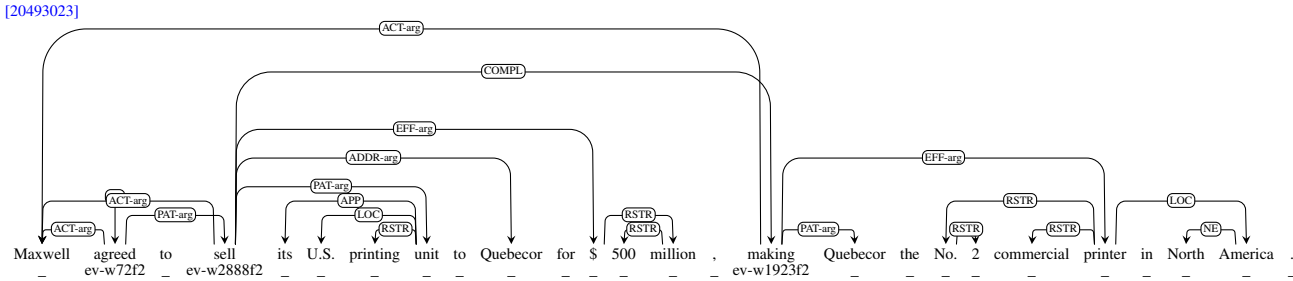 [20493023]
ACT-arg
COMPL
EFF-arg
ADDR-arg EFF-arg
PAT-arg
ACT-arg APP RSTR LOC
PAT-arg LOC RSTR
ACT-arg RSTR RSTR PAT-arg RSTR RSTR NE
Maxwell agreed to sell its U.S. printing unit to Quebecor for $ 500 million , making Quebecor the No. 2 commercial printer in North America .
_ ev-w72f2 _ ev-w2888f2 _ _ _ _ _ _ _ _ _ _ _ ev-w1923f2 _ _ _ _ _ _ _ _ _ _